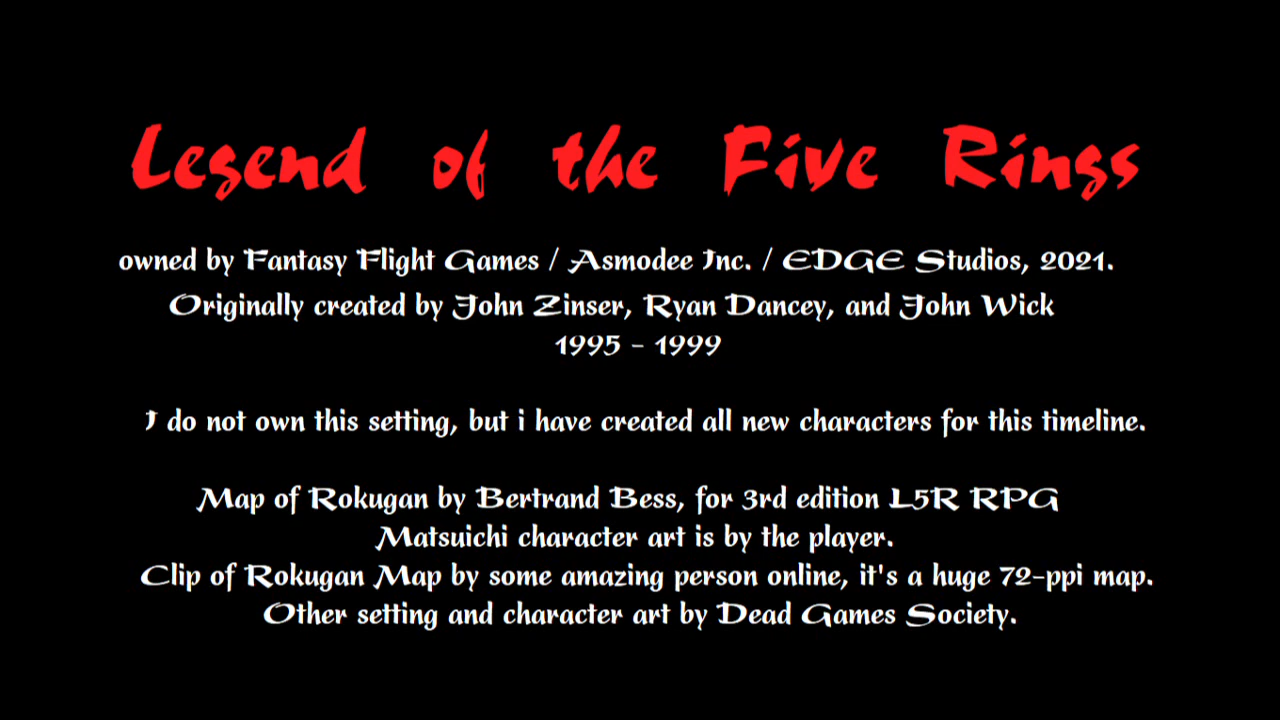 Legend of the Five Rings
owned by Fantasy Flight Games / Asmodee Inc. / EDGE Studios, 2021.
Originally created by John Zinser, Ryan Dancey, and John Wick
1995 - 1999
I do not own this setting, but i have created all new characters for this timeline.
Map of Rokugan by Bertrand Bess, for 3rd edition L5R RPG
Matsuichi character art is by the player.
Clip of Rokugan Map by some amazing person online, it's a huge 72-ppi map.
Other setting and character art by Dead Games Society.